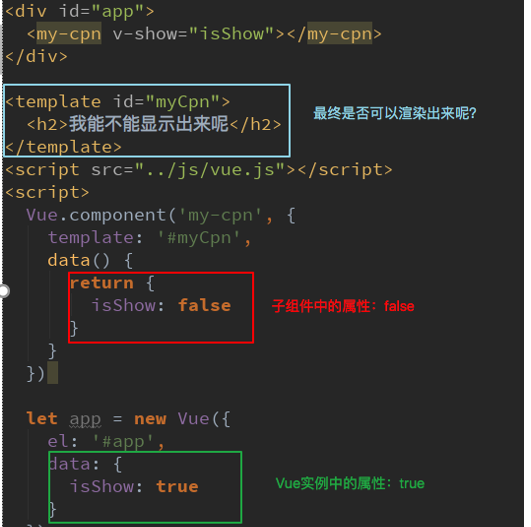 <div id="app">
<my-cpn v-show="isShow"></my-cpn>
</div>
<template id="myCpn">
<h2>我能不能显示出来呢</h2>
最终是否可以渲染出来呢?
</template>
<script src="../js/vue.js"></script>
<script>
Vue.component('my-cpn', {
template: '#myCpn',
data() {
return {
isShow: false
子组件中的属性：false
}
}
})
let app = new Vue({
el: '#app',
data: {
isShow: true
Vue实例中的属性：true
}